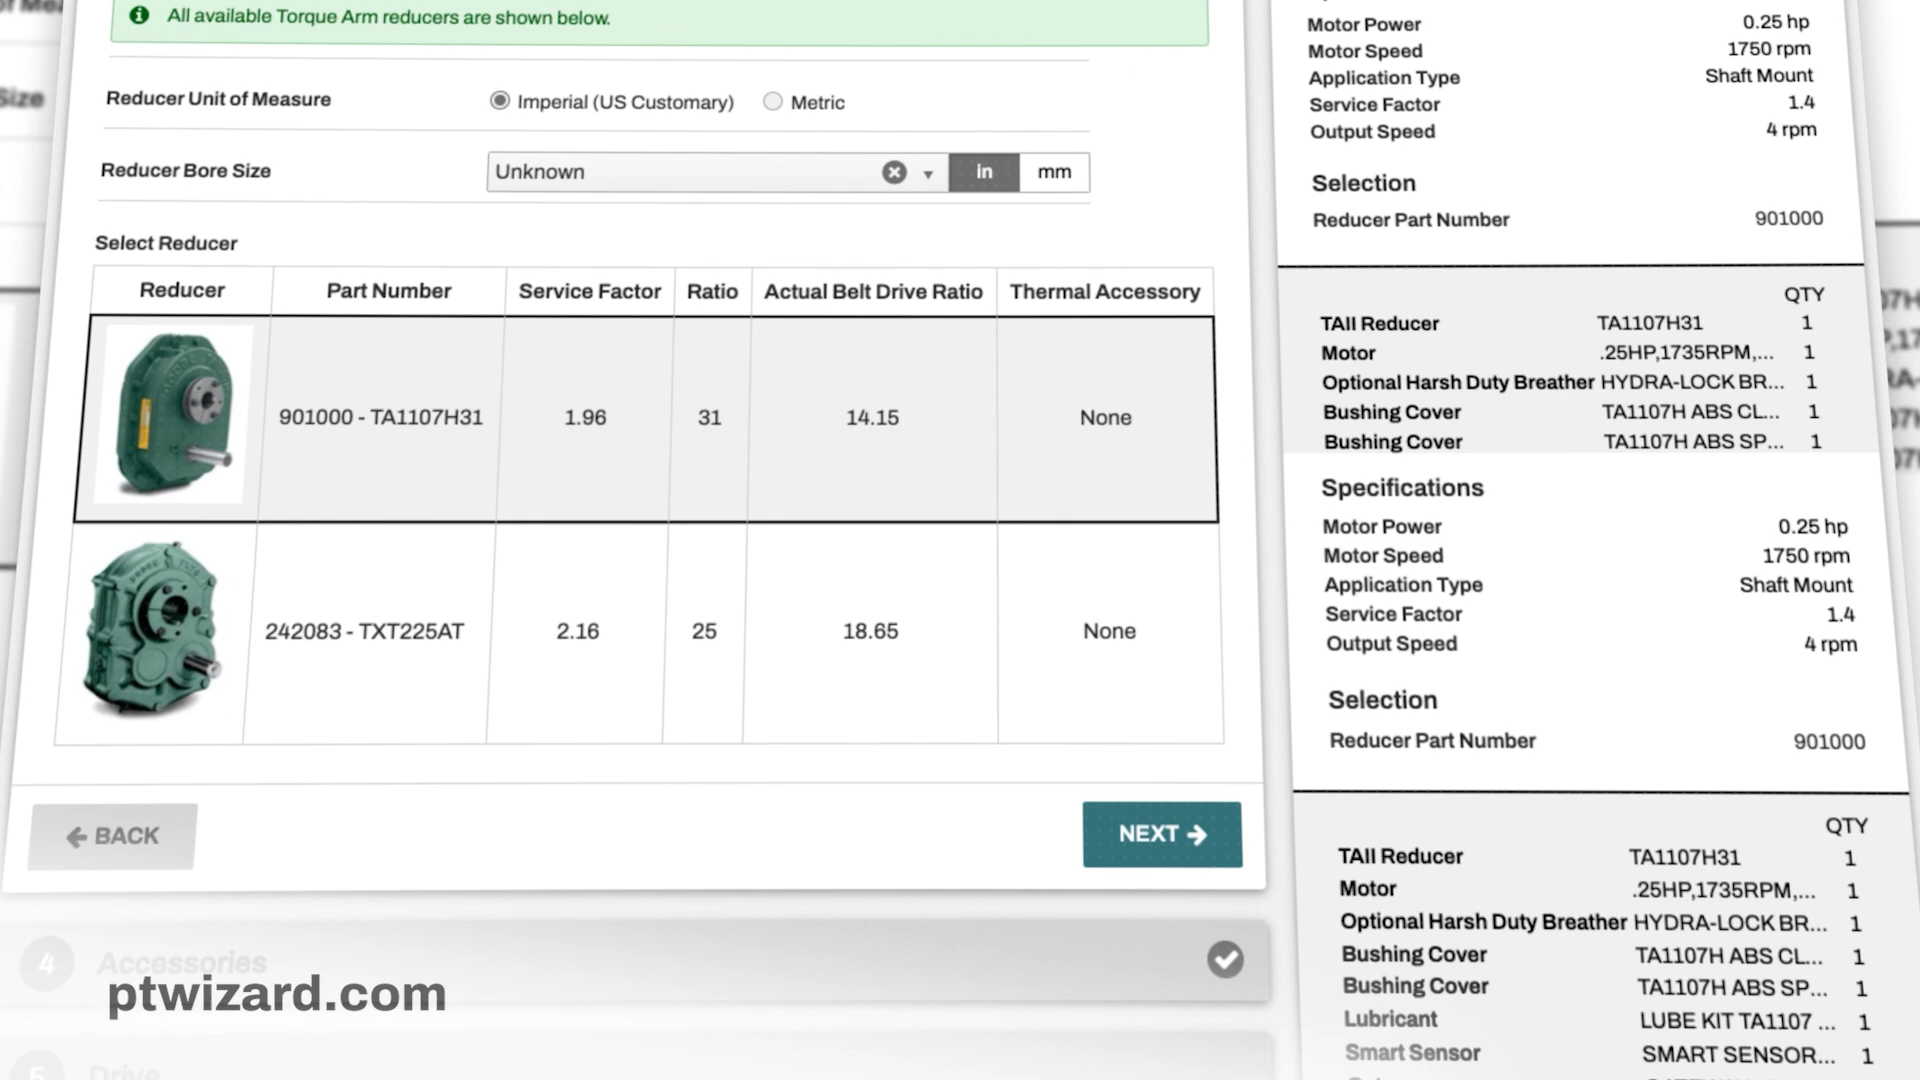 All available Torque Arm reducers are shown below.
Reducer Unit of Measure
Imperial (US Customary)
Metric
Reducer Bore Size
Unknown
in
mm
Select Reducer
Reducer Part Number Service Factor Ratio Actual Belt Drive Ratio Thermal Accessory
901000 - TA1107H31 1.96 31 14.15 None
242083 - TXT225AT 2.16 25 18.65 None
BACK
NEXT
4 Accessories
ptwizard.com
5 Drive
Motor Power 0.25 hp
Motor Speed 1750 rpm
Application Type Shaft Mount
Service Factor 1.4
Output Speed 4 rpm
Selection
Reducer Part Number 901000
QTY
TAII Reducer TA1107H31 1
Motor .25HP,1735RPM,... 1
Optional Harsh Duty Breather HYDRA-LOCK BR... 1
Bushing Cover TA1107H ABS CL... 1
Bushing Cover TA1107H ABS SP... 1
Specifications
Motor Power 0.25 hp
Motor Speed 1750 rpm
Application Type Shaft Mount
Service Factor 1.4
Output Speed 4 rpm
Selection
Reducer Part Number 901000
QTY
TAII Reducer TA1107H31 1
Motor .25HP,1735RPM,... 1
Optional Harsh Duty Breather HYDRA-LOCK BR... 1
Bushing Cover TA1107H ABS CL... 1
Bushing Cover TA1107H ABS SP... 1
Lubricant LUBE KIT TA1107 ... 1
Smart Sensor SMART SENSOR... 1